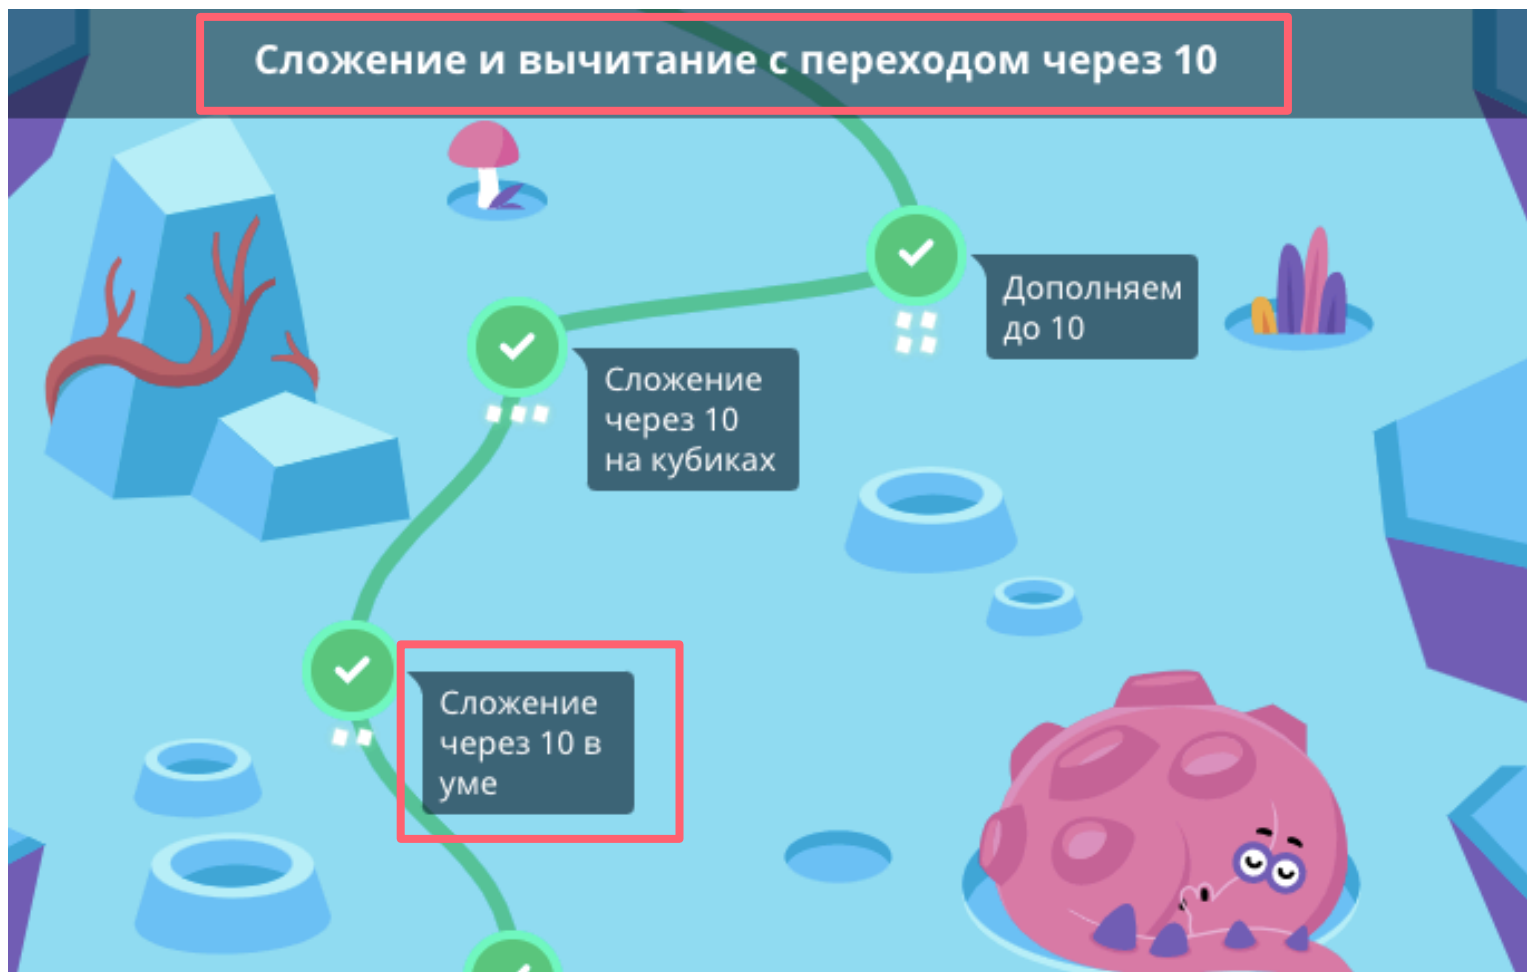 Сложение и вычитание с переходом через 10
Дополняем
до 10
Сложение
через 10
на кубиках
Сложение
через 10 в
уме